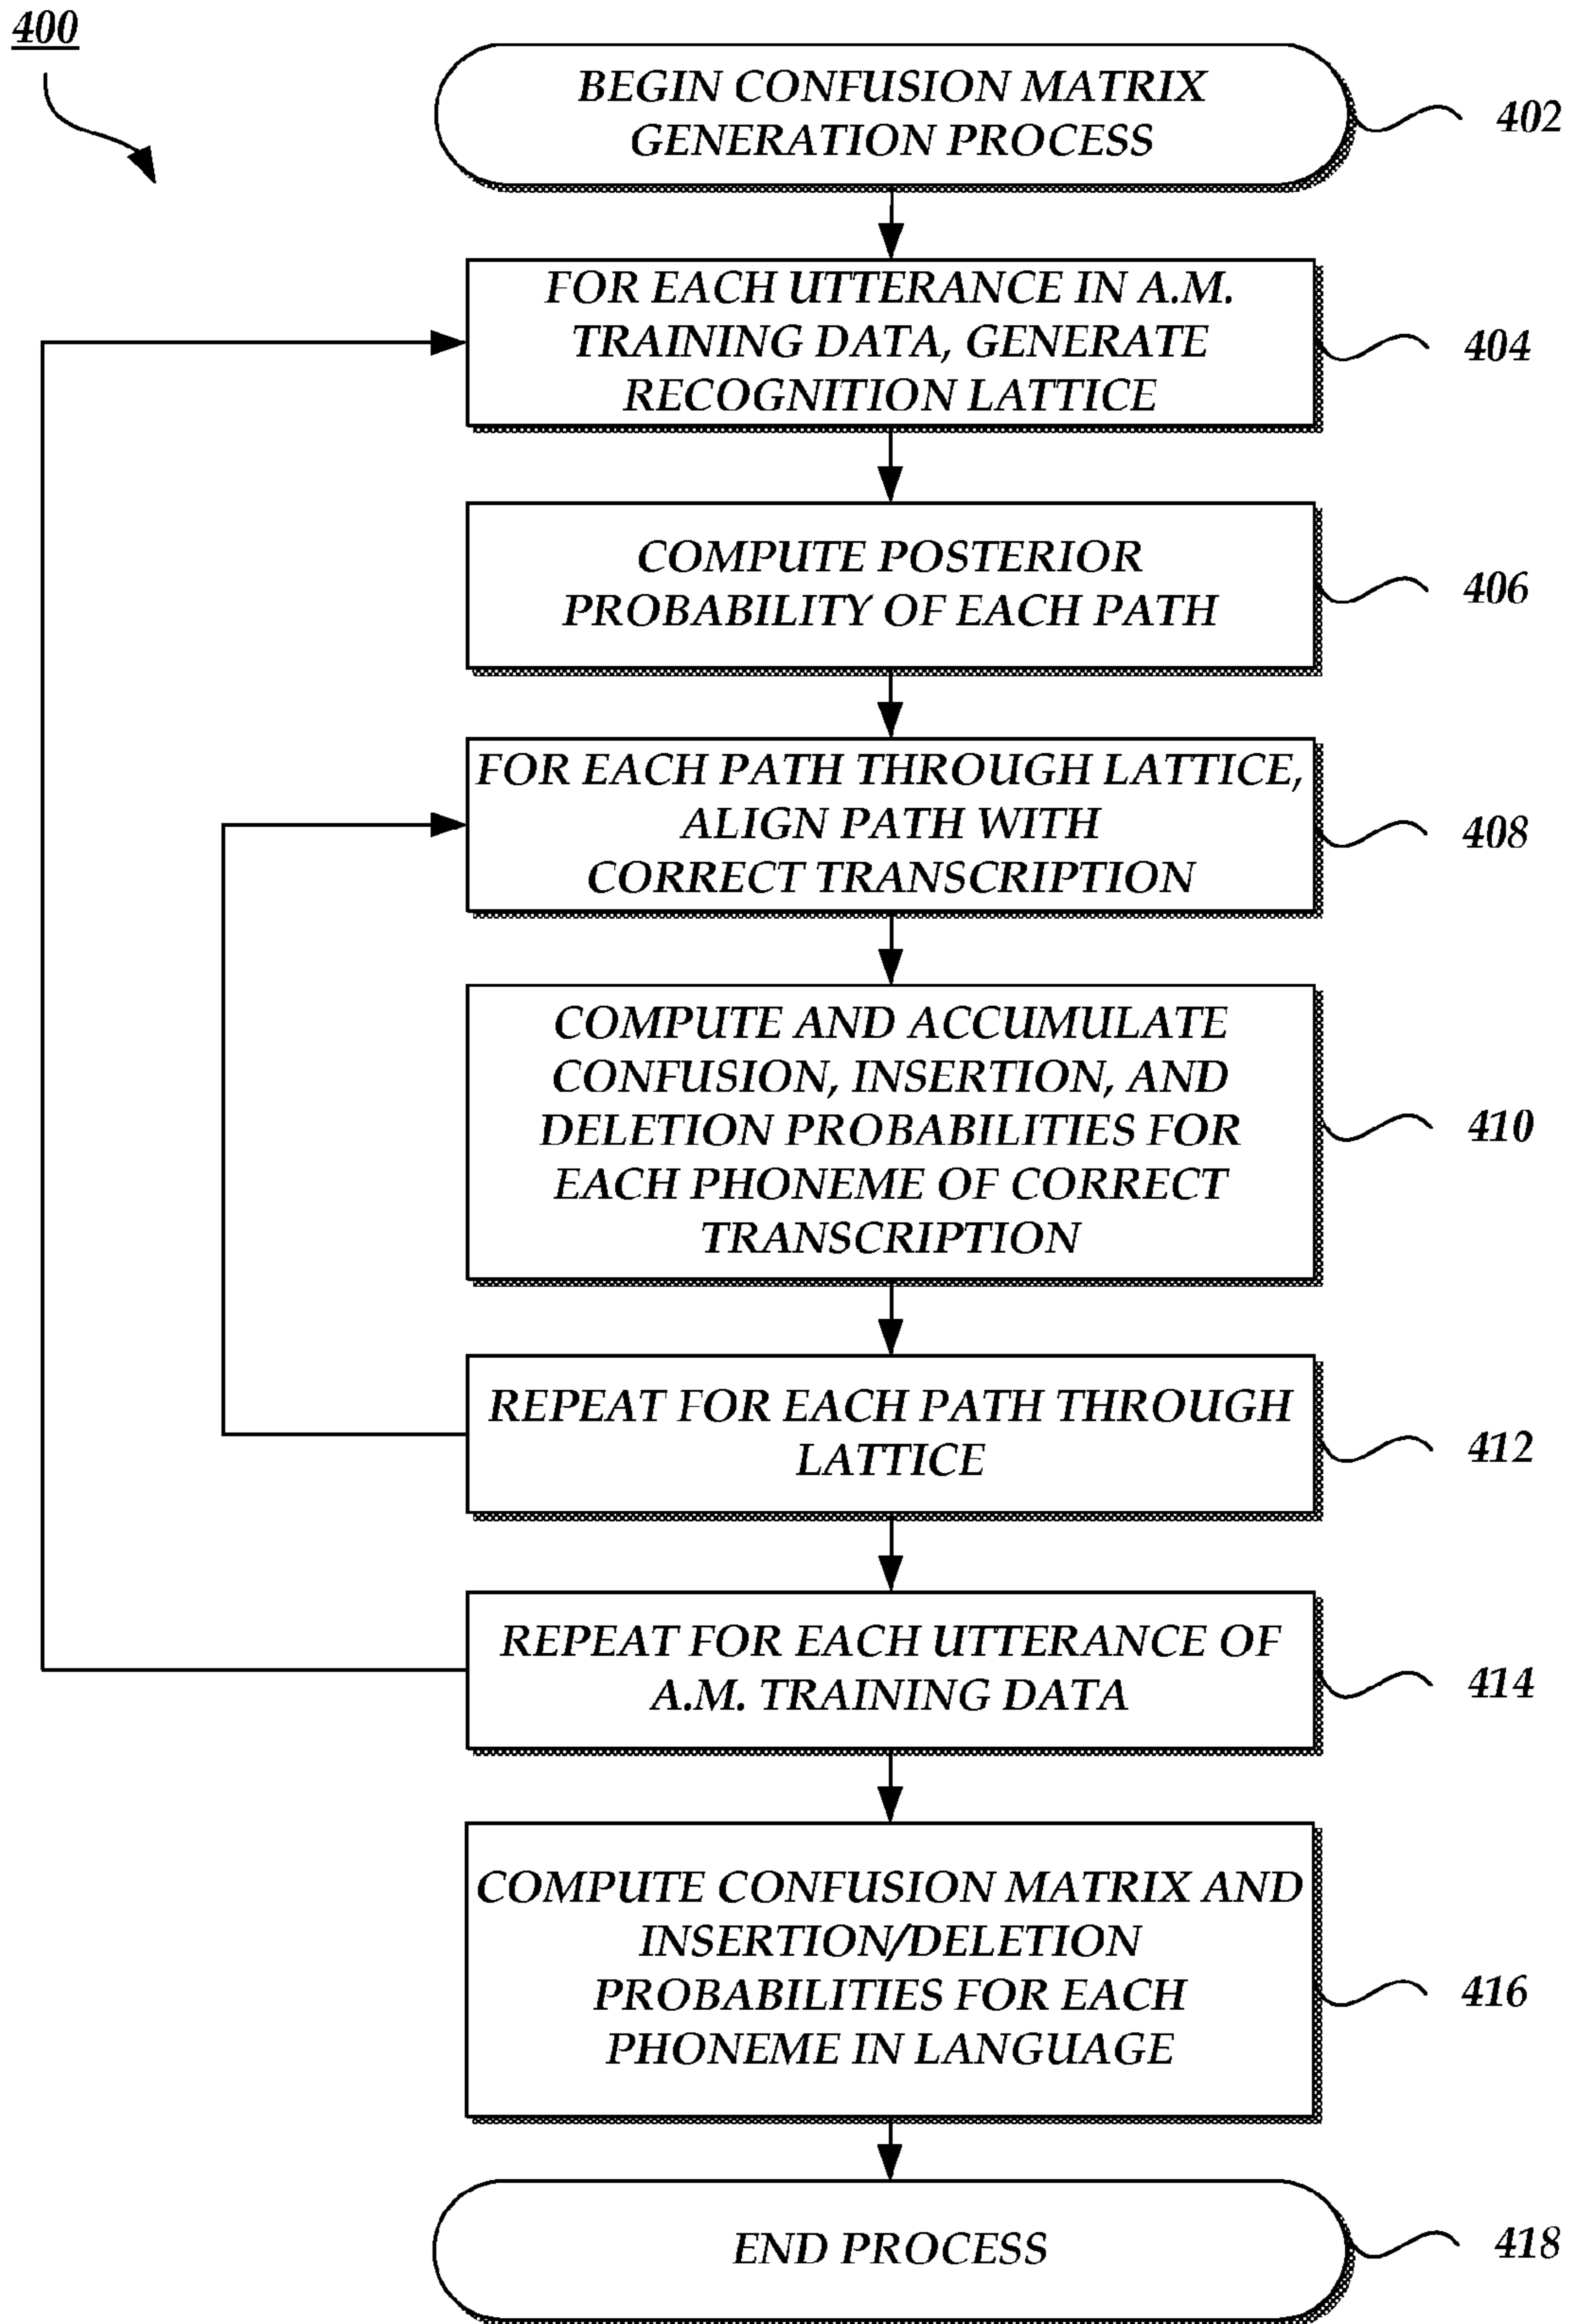 400
BEGIN CONFUSION MATRIX
GENERATION PROCESS
402
FOR EACH UTTERANCE IN A.M.
TRAINING DATA, GENERATE
RECOGNITION LATTICE
404
COMPUTE POSTERIOR
PROBABILITY OF EACH PATH
406
FOR EACH PATH THROUGH LATTICE,
ALIGN PATH WITH
CORRECT TRANSCRIPTION
408
COMPUTE AND ACCUMULATE
CONFUSION, INSERTION, AND
DELETION PROBABILITIES FOR
EACH PHONEME OF CORRECT
TRANSCRIPTION
410
REPEAT FOR EACH PATH THROUGH
LATTICE
412
REPEAT FOR EACH UTTERANCE OF
A.M. TRAINING DATA
414
COMPUTE CONFUSION MATRIX AND
INSERTION/DELETION
PROBABILITIES FOR EACH
PHONEME IN LANGUAGE
416
END PROCESS
418